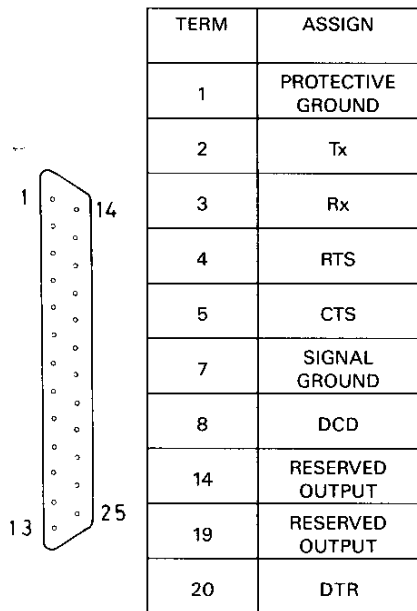 TERM ASSIGN
1 PROTECTIVE
GROUND
2 Tx
3 Rx
4 RTS
5 CTS
7 SIGNAL
GROUND
8 DCD
14 RESERVED
OUTPUT
19 RESERVED
OUTPUT
20 DTR
1
14
13
25